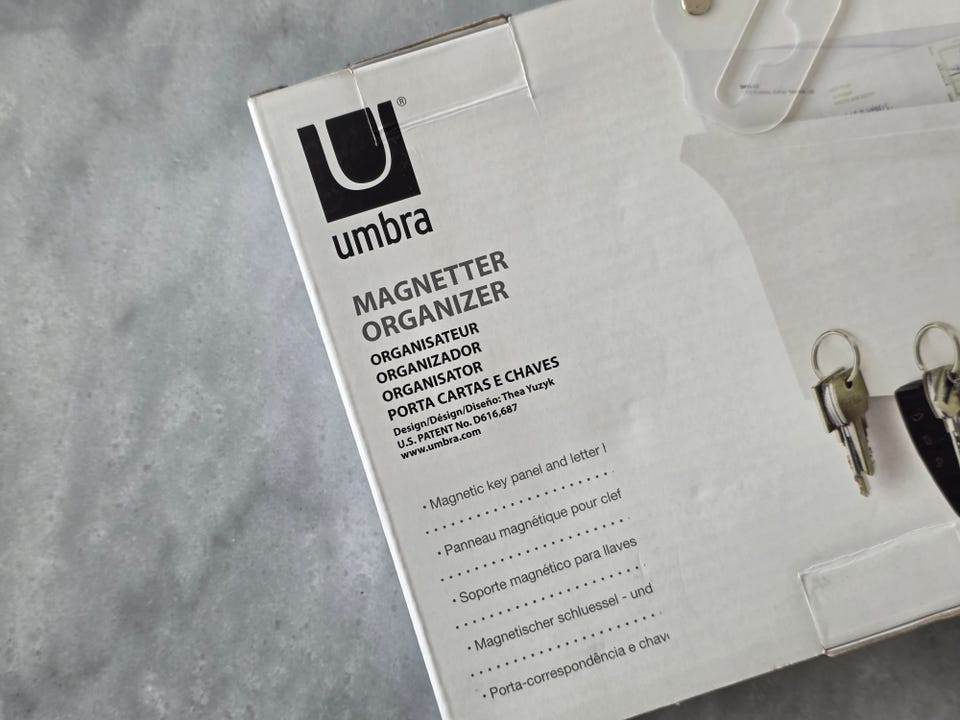 U®
umbra
MAGNETTER
ORGANIZER
ORGANISATEUR
ORGANIZADOR
ORGANISATOR
PORTA CARTAS E CHAVES
Design/Désign/Diseño: Thea Yuzyk
U.S. PATENT No. D616,687
www.umbra.com
• Magnetic key panel and letter
• Panneau magnétique pour clef
• Soporte magnético para llaves
• Magnetischer schluessel - und
• Porta-correspondência e chav